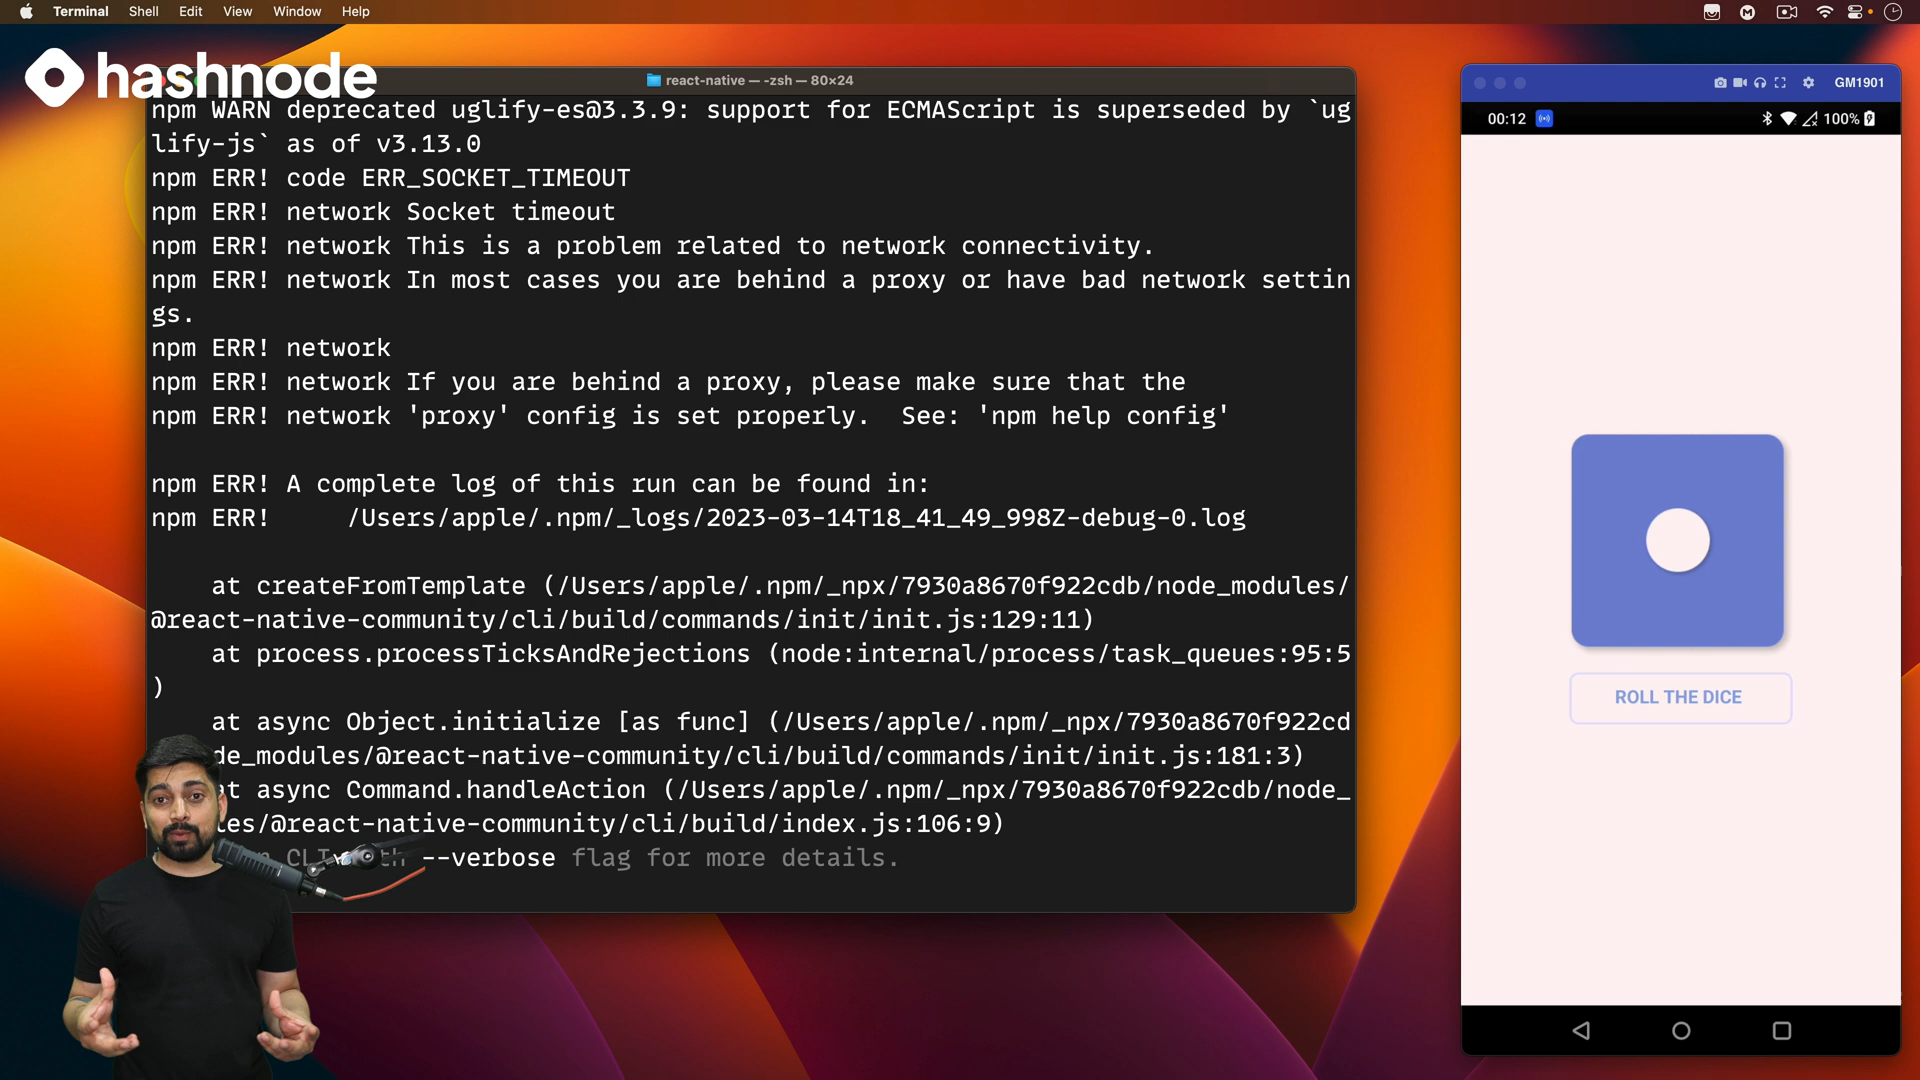 Terminal Shell Edit View Window Help
hashnode
react-native — -zsh — 80×24
npm WARN deprecated uglify-es@3.3.9: support for ECMAScript is superseded by `ug
lify-js` as of v3.13.0
npm ERR! code ERR_SOCKET_TIMEOUT
npm ERR! network Socket timeout
npm ERR! network This is a problem related to network connectivity.
npm ERR! network In most cases you are behind a proxy or have bad network settin
gs.
npm ERR! network
npm ERR! network If you are behind a proxy, please make sure that the
npm ERR! network 'proxy' config is set properly.  See: 'npm help config'
npm ERR! A complete log of this run can be found in:
npm ERR!     /Users/apple/.npm/_logs/2023-03-14T18_41_49_998Z-debug-0.log
at createFromTemplate (/Users/apple/.npm/_npx/7930a8670f922cdb/node_modules/
@react-native-community/cli/build/commands/init/init.js:129:11)
at process.processTicksAndRejections (node:internal/process/task_queues:95:5
)
at async Object.initialize [as func] (/Users/apple/.npm/_npx/7930a8670f922cd
de_modules/@react-native-community/cli/build/commands/init/init.js:181:3)
at async Command.handleAction (/Users/apple/.npm/_npx/7930a8670f922cdb/node_
les/@react-native-community/cli/build/index.js:106:9)
CLI --verbose flag for more details.
GM1901
00:12 100%
ROLL THE DICE